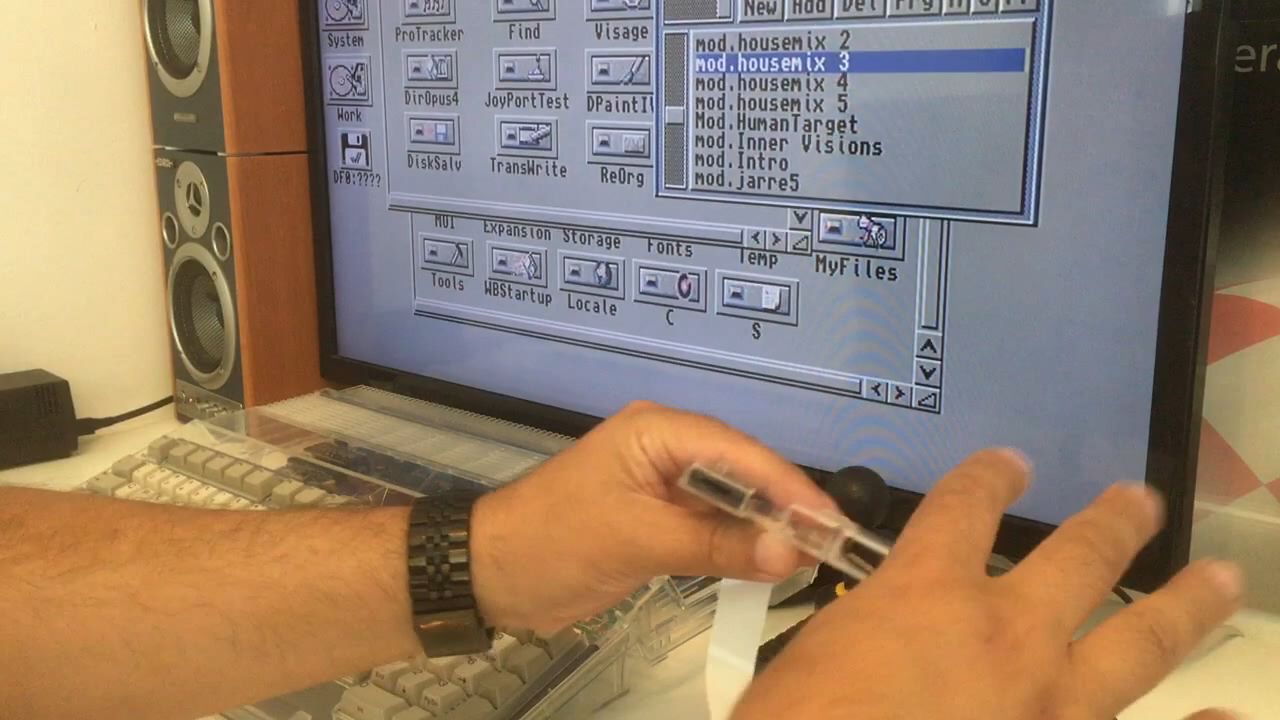 New Add Del
mod.housemix 2
mod.housemix 3
mod.housemix 4
mod.housemix 5
Mod.HumanTarget
mod.Inner Visions
mod.Intro
mod.jarre5
System
ProTracker
Find
Visage
Work
DirOpus4
JoyPortTest
DF0:????
DiskSalv
TransWrite
ReOrg
MUI
Expansion
Storage
Fonts
Temp
MyFiles
Tools
WBStartup
Locale
C
S